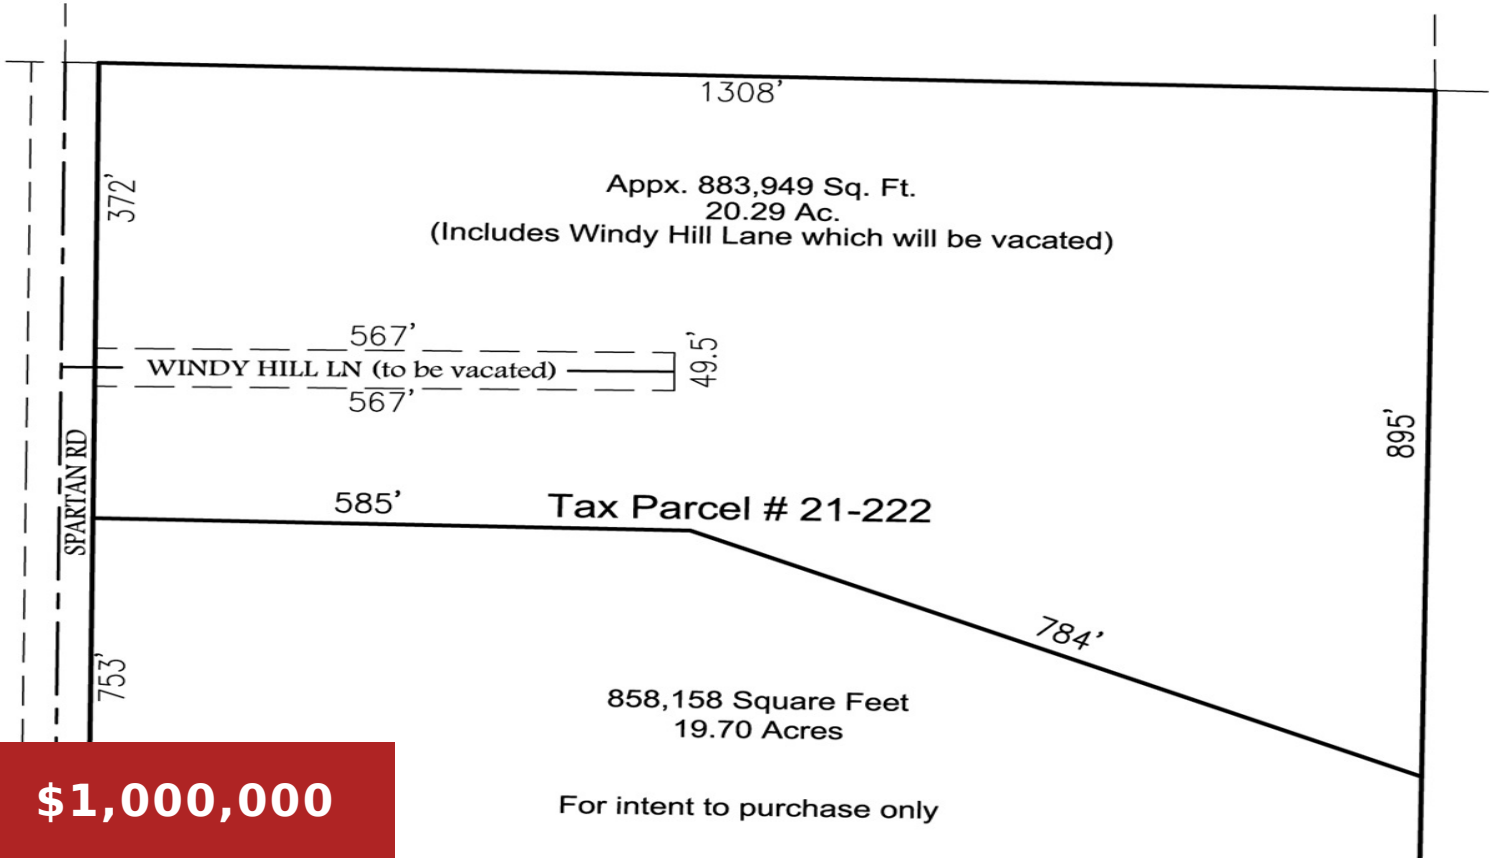 1308’
372’
Appx. 883,949 Sq. Ft.
20.29 Ac.
(Includes Windy Hill Lane which will be vacated)
567’
WINDY HILL LN (to be vacated)
49.5’
567’
895’
SPARTAN RD
585’
Tax Parcel # 21-222
784’
753’
858,158 Square Feet
19.70 Acres
For intent to purchase only
$1,000,000